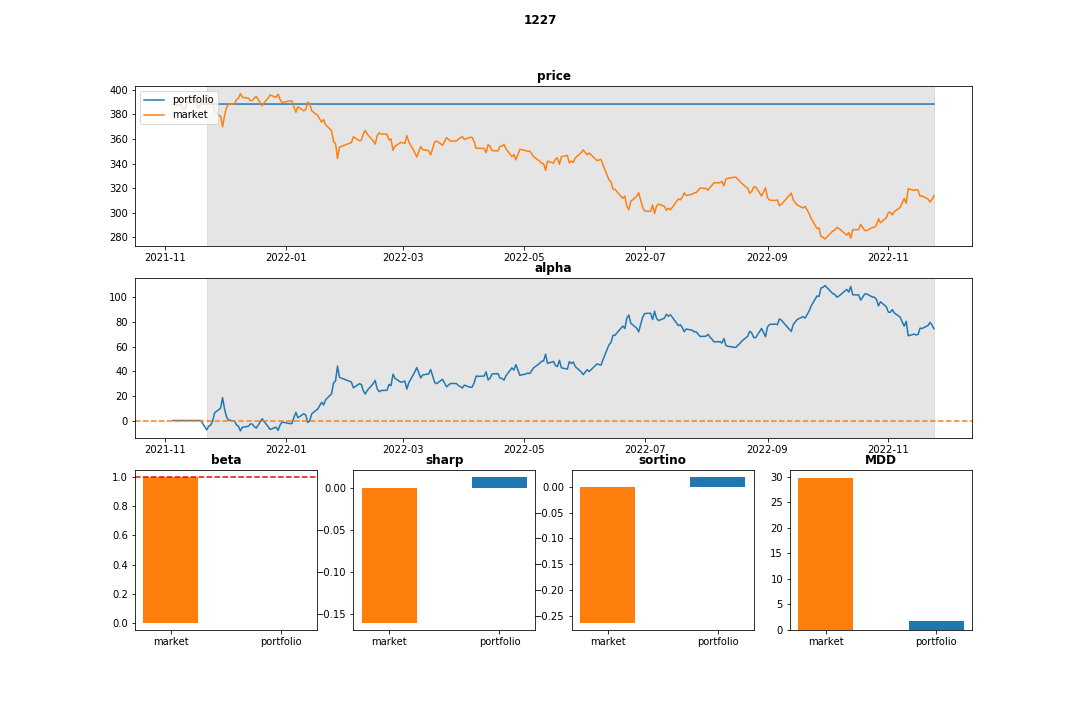 1227
price
400
380
360
340
320
300
280
portfolio
market
2021-11 2022-01 2022-03 2022-05 2022-07 2022-09 2022-11
alpha
100
80
60
40
20
0
2021-11 2022-01 2022-03 2022-05 2022-07 2022-09 2022-11
beta
1.0
0.8
0.6
0.4
0.2
0.0
market portfolio
sharp
0.00
−0.05
−0.10
−0.15
market portfolio
sortino
0.00
−0.05
−0.10
−0.15
−0.20
−0.25
market portfolio
MDD
30
25
20
15
10
5
0
market portfolio